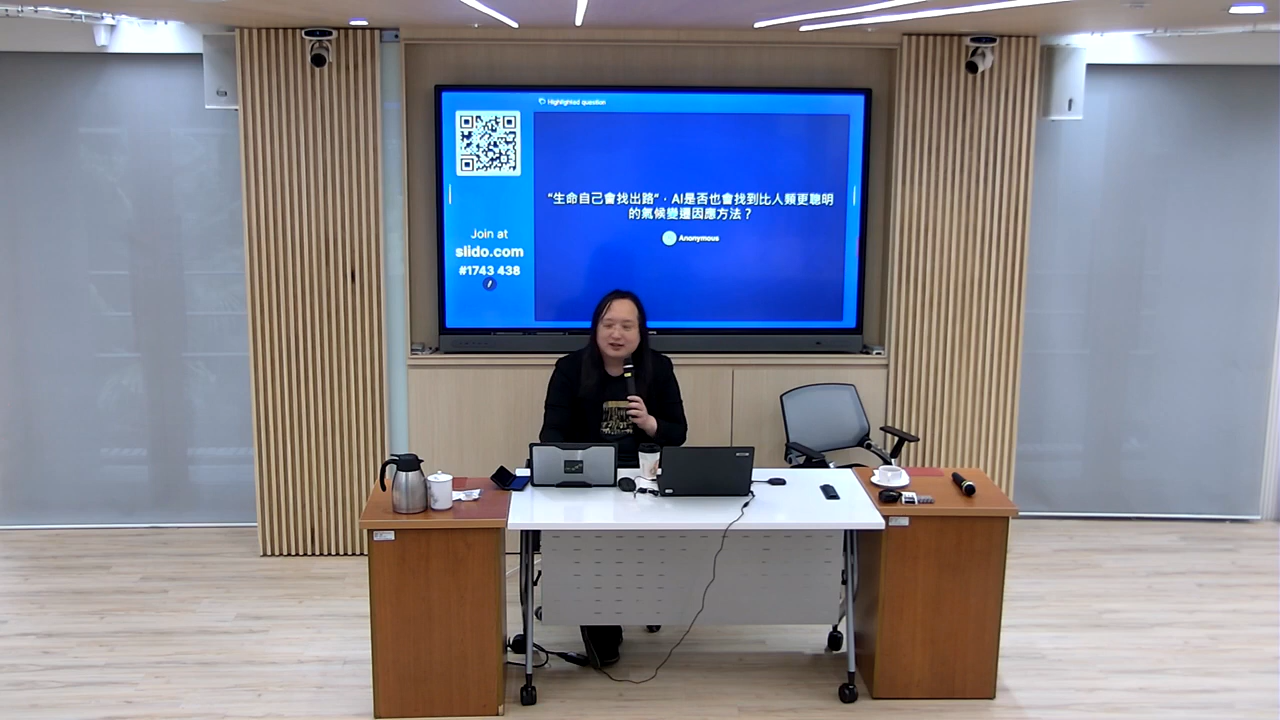 Highlighted question
“生命自己會找出路”，AI是否也會找到比人類更聰明
的氣候變遷因應方法？
Anonymous
Join at
slido.com
#1743 438